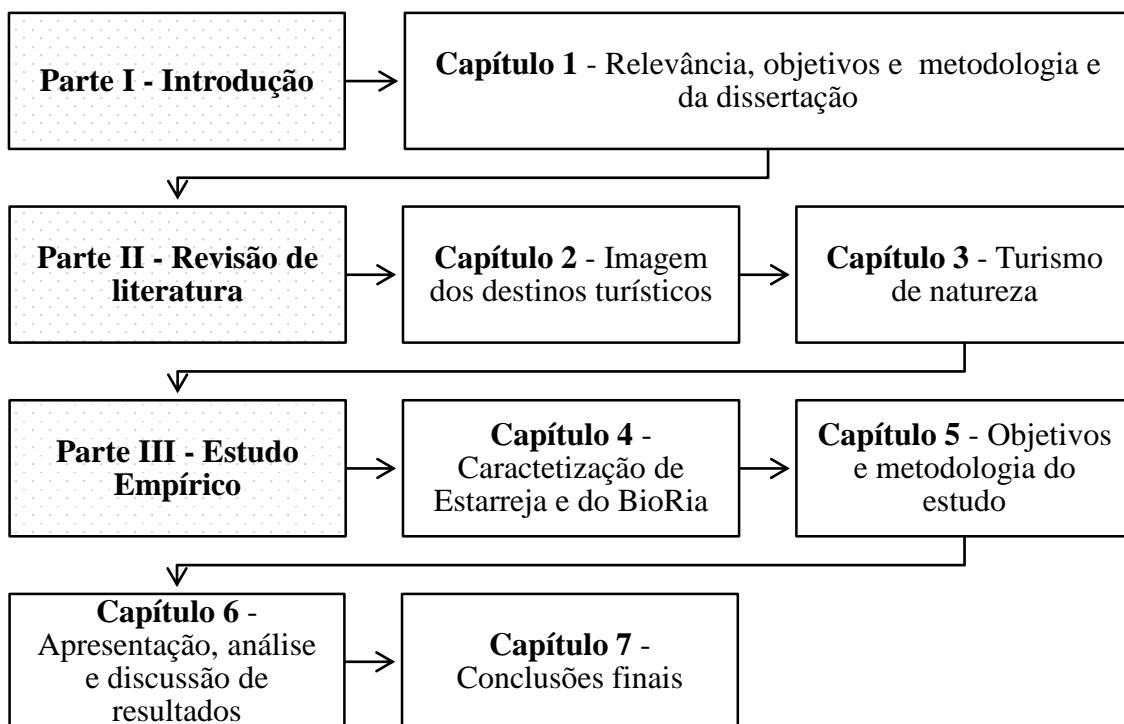 Parte I - Introdução
Capítulo 1 - Relevância, objetivos e metodologia e
da dissertação
Parte II - Revisão de
literatura
Capítulo 2 - Imagem
dos destinos turísticos
Capítulo 3 - Turismo
de natureza
Parte III - Estudo
Empírico
Capítulo 4 -
Caractetização de
Estarreja e do BioRia
Capítulo 5 - Objetivos
e metodologia do
estudo
Capítulo 6 -
Apresentação, análise
e discussão de
resultados
Capítulo 7 -
Conclusões finais